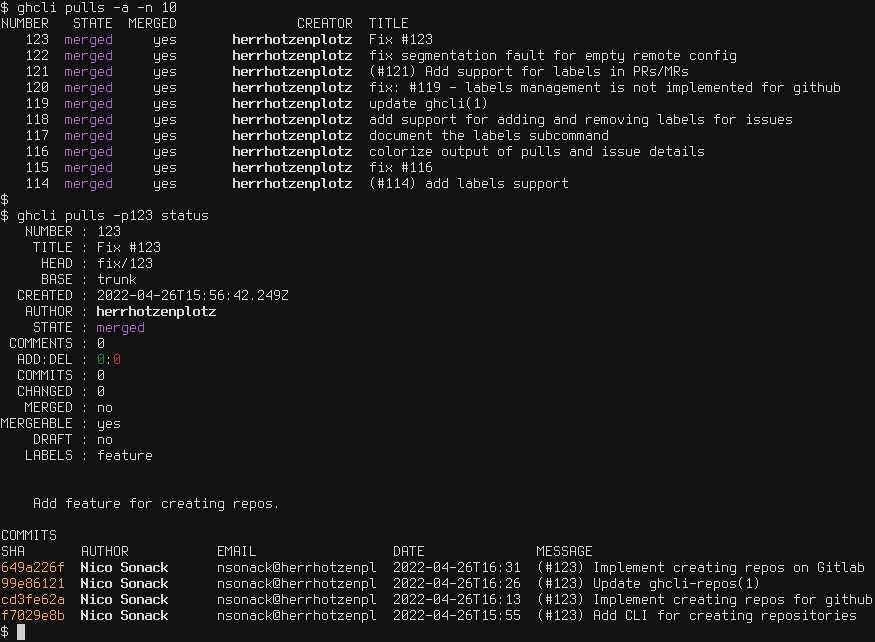 $ ghcli pulls -a -n 10
NUMBER   STATE  MERGED               CREATOR  TITLE
   123  merged     yes       herrhotzenplotz  Fix #123
   122  merged     yes       herrhotzenplotz  fix segmentation fault for empty remote config
   121  merged     yes       herrhotzenplotz  (#121) Add support for labels in PRs/MRs
   120  merged     yes       herrhotzenplotz  fix: #119 - labels management is not implemented for github
   119  merged     yes       herrhotzenplotz  update ghcli(1)
   118  merged     yes       herrhotzenplotz  add support for adding and removing labels for issues
   117  merged     yes       herrhotzenplotz  document the labels subcommand
   116  merged     yes       herrhotzenplotz  colorize output of pulls and issue details
   115  merged     yes       herrhotzenplotz  fix #116
   114  merged     yes       herrhotzenplotz  (#114) add labels support
$
$ ghcli pulls -p123 status
   NUMBER : 123
    TITLE : Fix #123
     HEAD : fix/123
     BASE : trunk
  CREATED : 2022-04-26T15:56:42.249Z
   AUTHOR : herrhotzenplotz
    STATE : merged
 COMMENTS : 0
  ADD:DEL : 0:0
  COMMITS : 0
  CHANGED : 0
   MERGED : no
MERGEABLE : yes
    DRAFT : no
   LABELS : feature
    Add feature for creating repos.
COMMITS
SHA       AUTHOR           EMAIL                 DATE              MESSAGE
649a226f  Nico Sonack      nsonack@herrhotzenpl  2022-04-26T16:31  (#123) Implement creating repos on Gitlab
99e86121  Nico Sonack      nsonack@herrhotzenpl  2022-04-26T16:26  (#123) Update ghcli-repos(1)
cd3fe62a  Nico Sonack      nsonack@herrhotzenpl  2022-04-26T16:13  (#123) Implement creating repos for github
f7029e8b  Nico Sonack      nsonack@herrhotzenpl  2022-04-26T15:55  (#123) Add CLI for creating repositories
$